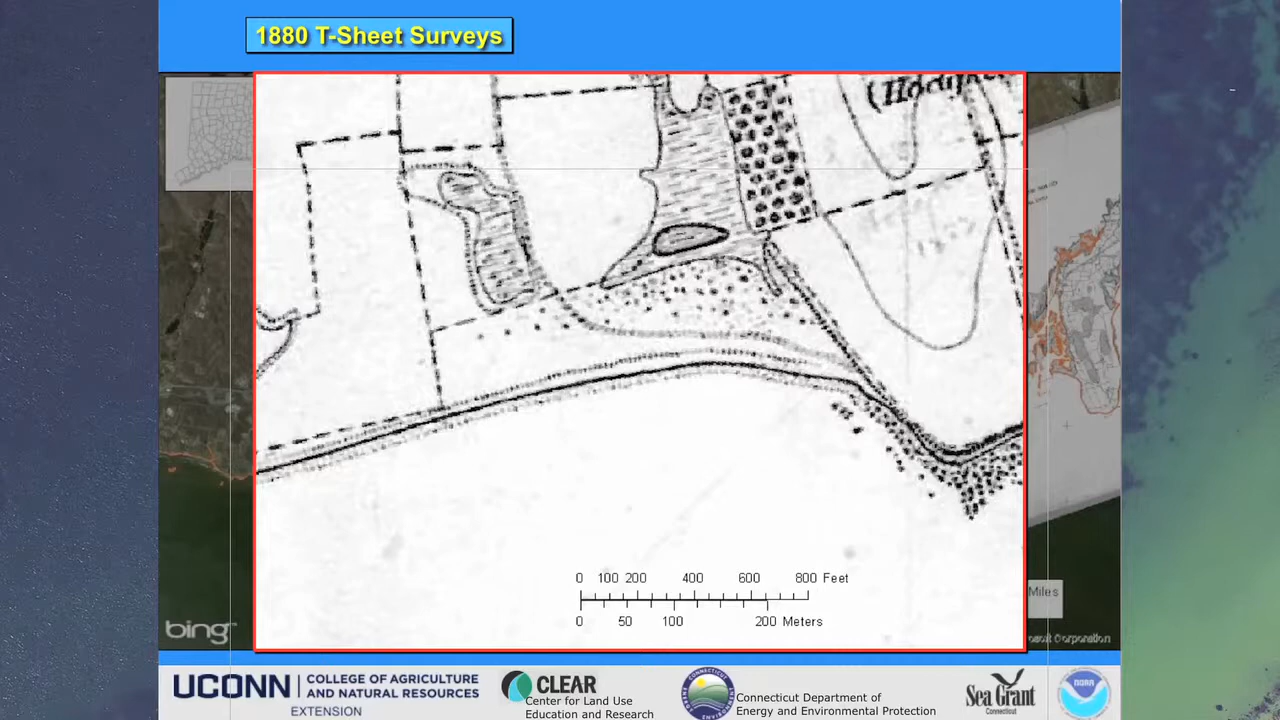 1880 T-Sheet Surveys
0 100 200 400 600 800 Feet
0 50 100 200 Meters
Miles
bing™
UCONN
COLLEGE OF AGRICULTURE
AND NATURAL RESOURCES
EXTENSION
CLEAR
Center for Land Use
Education and Research
Connecticut Department of
Energy and Environmental Protection
Sea Grant
Connecticut
NOAA